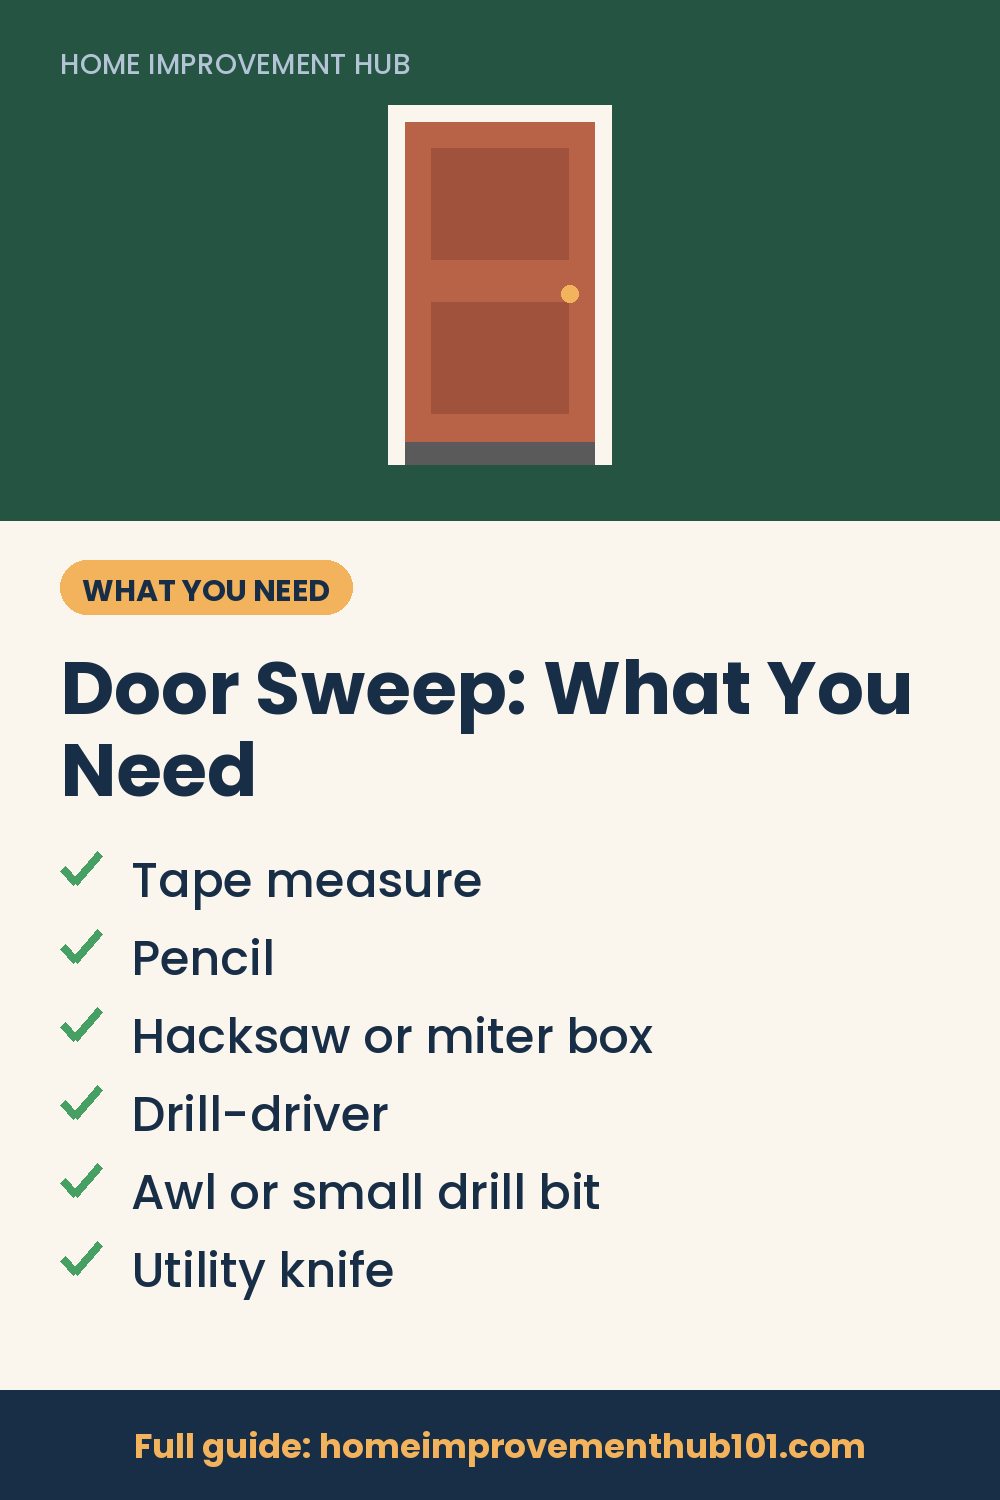 HOME IMPROVEMENT HUB
WHAT YOU NEED
Door Sweep: What You
Need
Tape measure
Pencil
Hacksaw or miter box
Drill-driver
Awl or small drill bit
Utility knife
Full guide: homeimprovementhub101.com